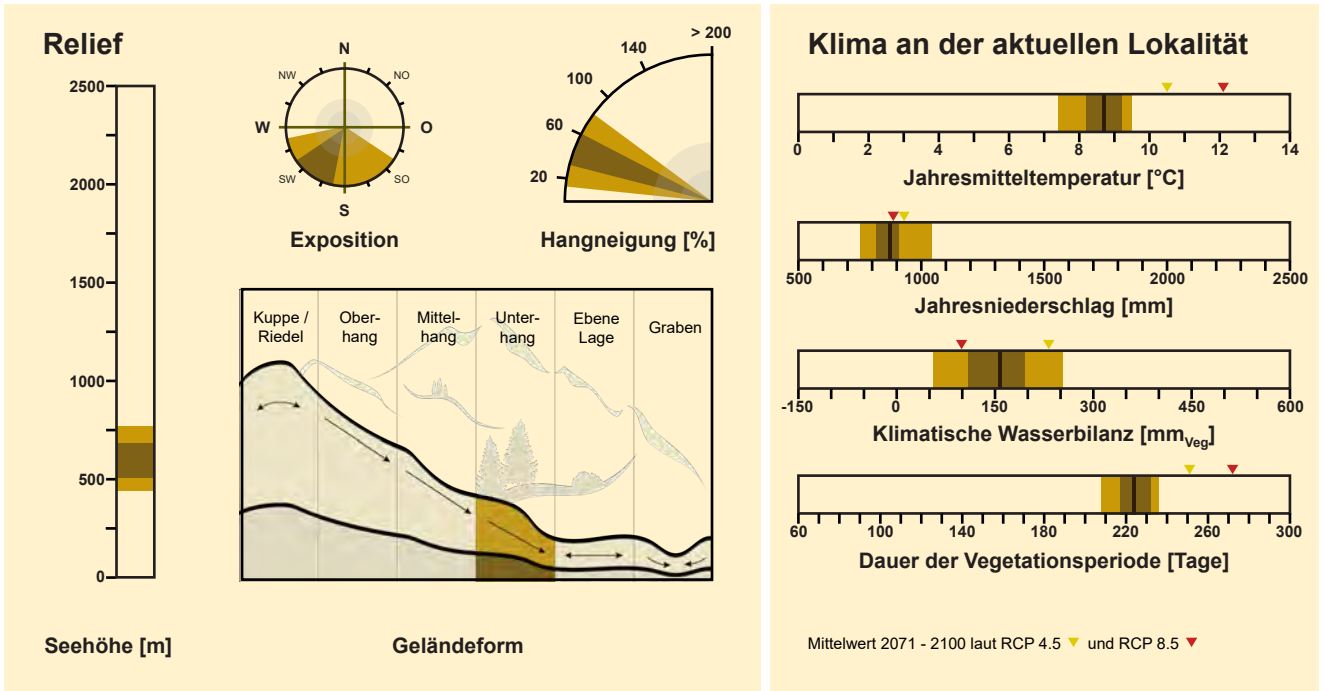 Relief
2500
2000
1500
1000
500
0
Seehöhe [m]
N
NW
NO
W
O
SW
SO
S
Exposition
> 200
140
100
60
20
Hangneigung [%]
Kuppe /
Riedel
Ober-
hang
Mittel-
hang
Unter-
hang
Ebene
Lage
Graben
Geländeform
Klima an der aktuellen Lokalität
0 2 4 6 8 10 12 14
Jahresmitteltemperatur [°C]
500 1000 1500 2000 2500
Jahresniederschlag [mm]
-150 0 150 300 450 600
Klimatische Wasserbilanz [mmVeg]
60 100 140 180 220 260 300
Dauer der Vegetationsperiode [Tage]
Mittelwert 2071 - 2100 laut RCP 4.5 und RCP 8.5